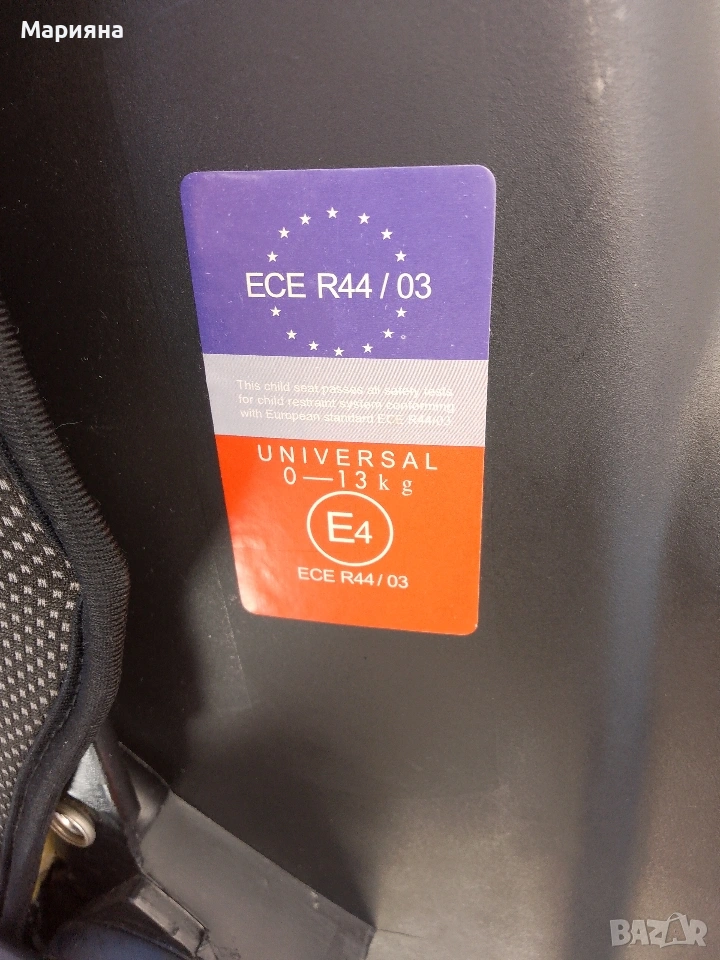 Марияна
ECE R44 / 03
This child seat passes all safety tests
for child restraint system conforming
with European standard ECE R44/03
UNIVERSAL
0—13kg
E4
ECE R44 / 03
BAZAR